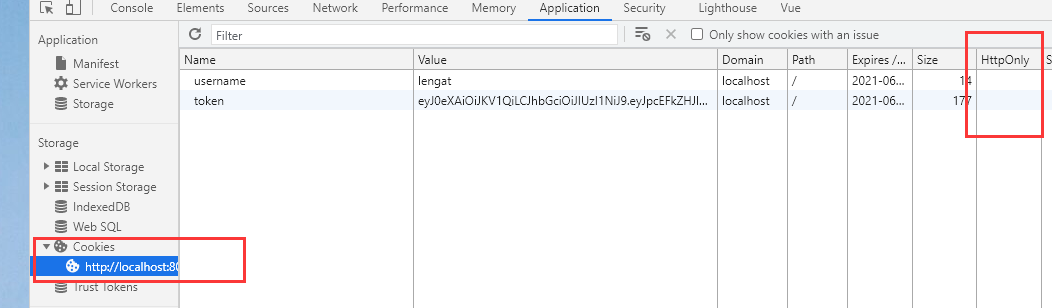 Console Elements Sources Network Performance Memory Application Security Lighthouse Vue
Application
Manifest
Service Workers
Storage
Storage
Local Storage
Session Storage
IndexedDB
Web SQL
Cookies
http://localhost:80
Trust Tokens
Filter Only show cookies with an issue
Name Value Domain Path Expires /... Size HttpOnly S
username lengat localhost / 2021-06... 14
token localhost / 2021-06... 177